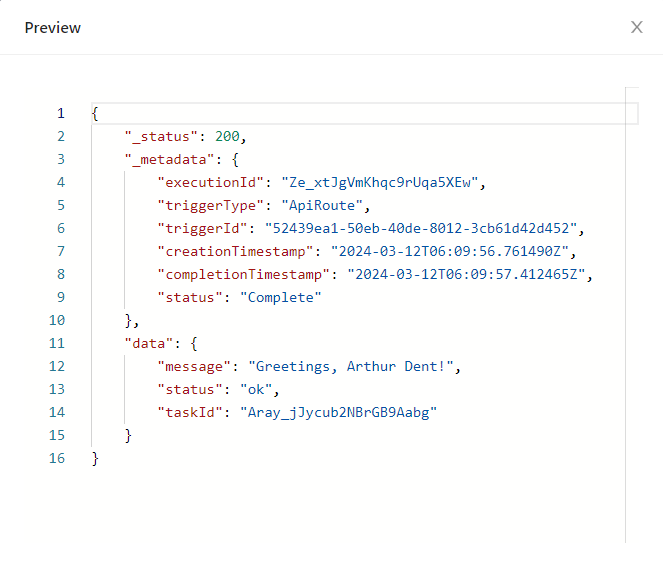 Preview
X
1 {
2     "_status": 200,
3     "_metadata": {
4         "executionId": "Ze_xtJgVmKhqc9rUqa5XEw",
5         "triggerType": "ApiRoute",
6         "triggerId": "52439ea1-50eb-40de-8012-3cb61d42d452",
7         "creationTimestamp": "2024-03-12T06:09:56.761490Z",
8         "completionTimestamp": "2024-03-12T06:09:57.412465Z",
9         "status": "Complete"
10     },
11     "data": {
12         "message": "Greetings, Arthur Dent!",
13         "status": "ok",
14         "taskId": "Aray_jJycub2NBrGB9Aabg"
15     }
16 }